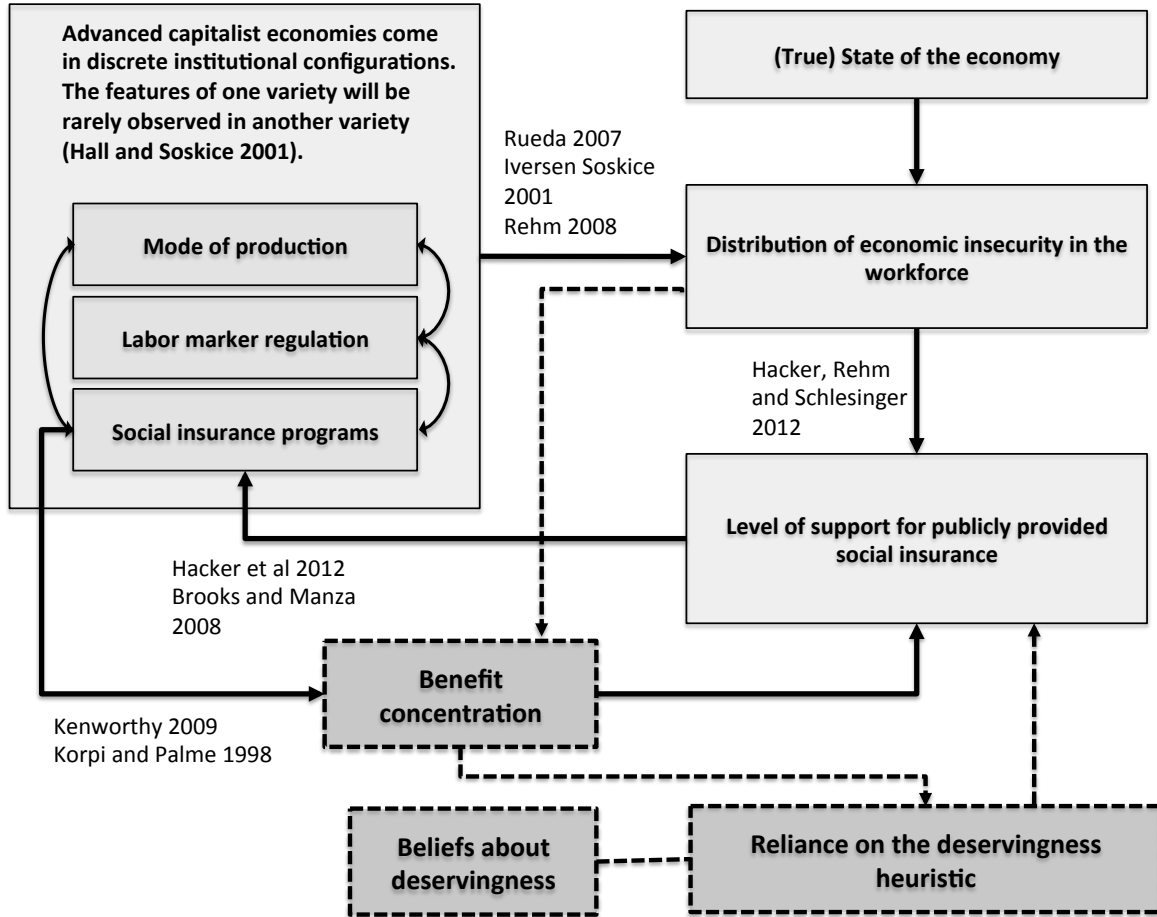 Advanced capitalist economies come
in discrete institutional configurations.
The features of one variety will be
rarely observed in another variety
(Hall and Soskice 2001).
Mode of production
Labor marker regulation
Social insurance programs
Rueda 2007
Iversen Soskice
2001
Rehm 2008
(True) State of the economy
Distribution of economic insecurity in the
workforce
Hacker, Rehm
and Schlesinger
2012
Level of support for publicly provided
social insurance
Hacker et al 2012
Brooks and Manza
2008
Benefit
concentration
Kenworthy 2009
Korpi and Palme 1998
Beliefs about
deservingness
Reliance on the deservingness
heuristic